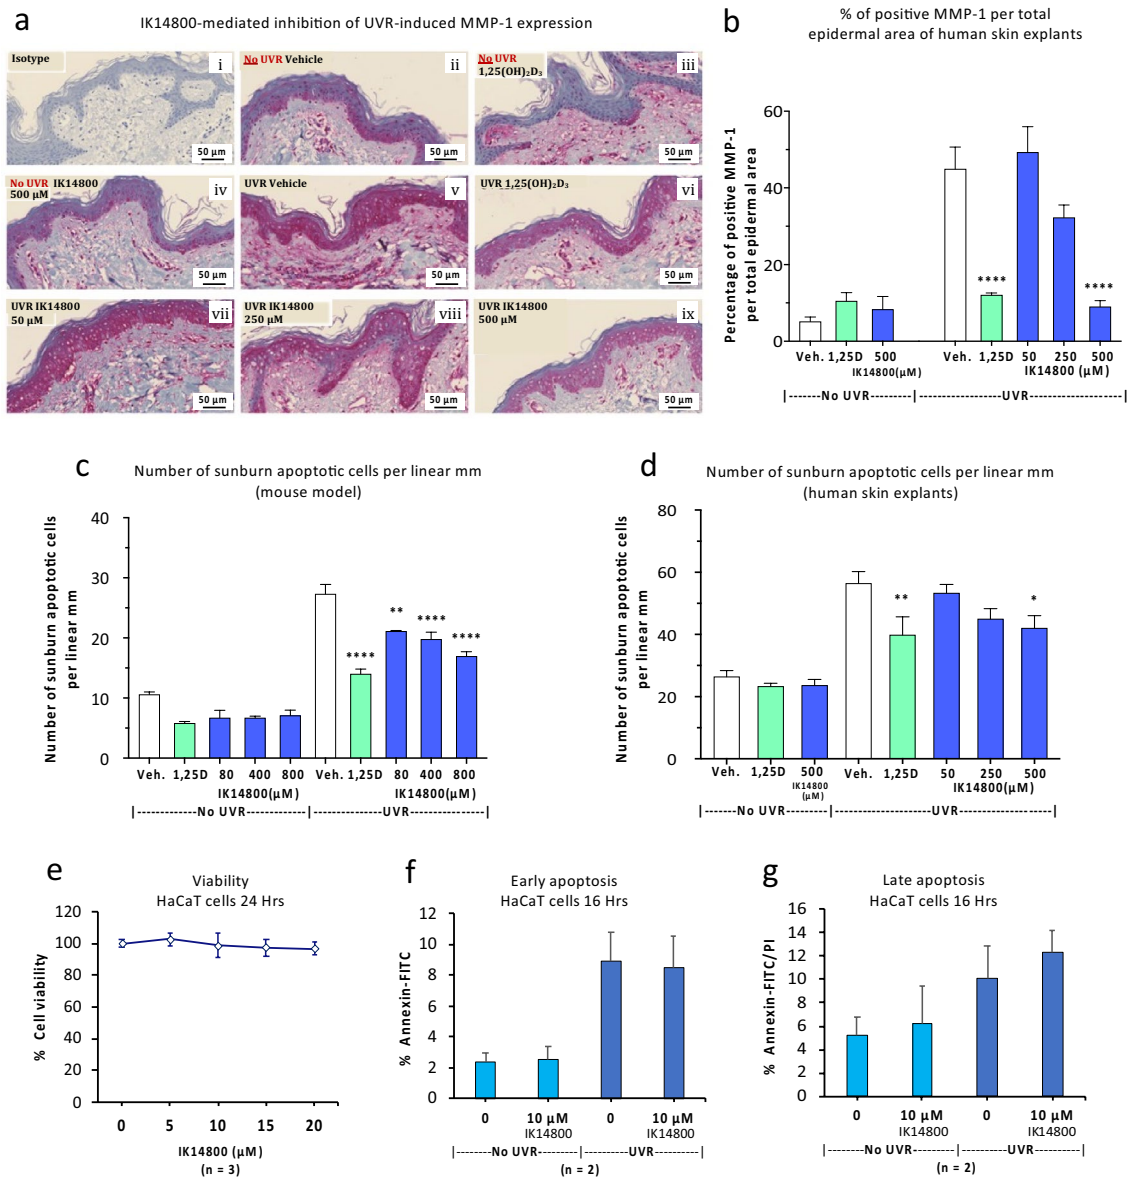 a
IK14800-mediated inhibition of UVR-induced MMP-1 expression
Isotype
i
No UVR Vehicle
ii
No UVR
1,25(OH)₂D₃
iii
50 µm
50 µm
50 µm
No UVR IK14800
500 µM
iv
UVR Vehicle
v
UVR 1,25(OH)₂D₃
vi
50 µm
50 µm
50 µm
UVR IK14800
50 µM
vii
UVR IK14800
250 µM
viii
UVR IK14800
500 µM
ix
50 µm
50 µm
50 µm
b
% of positive MMP-1 per total
epidermal area of human skin explants
Percentage of positive MMP-1
per total epidermal area
60
40
20
0
****
****
Veh. 1,25D 500
IK14800(µM)
Veh. 1,25D 50 250 500
IK14800 (µM)
|-------No UVR---------|----------------------UVR----------------------|
c
Number of sunburn apoptotic cells per linear mm
(mouse model)
Number of sunburn apoptotic cells
per linear mm
40
30
20
10
0
****
**
****
****
Veh. 1,25D 80 400 800
IK14800(µM)
Veh. 1,25D 80 400 800
IK14800(µM)
|-------------No UVR-------------|----------------UVR----------------|
d
Number of sunburn apoptotic cells per linear mm
(human skin explants)
Number of sunburn apoptotic cells
per linear mm
80
60
40
20
0
**
*
Veh. 1,25D 500
IK14800
(µM)
Veh. 1,25D 50 250 500
IK14800(µM)
|--------No UVR----------|----------------------UVR---------------------|
e
Viability
HaCaT cells 24 Hrs
% Cell viability
120
100
80
60
40
20
0
0 5 10 15 20
IK14800 (µM)
(n = 3)
f
Early apoptosis
HaCaT cells 16 Hrs
% Annexin-FITC
12
10
8
6
4
2
0
0 10 µM 0 10 µM
IK14800 IK14800
|--------No UVR--------|----------UVR----------|
(n = 2)
g
Late apoptosis
HaCaT cells 16 Hrs
% Annexin-FITC/PI
16
14
12
10
8
6
4
2
0
0 10 µM 0 10 µM
IK14800 IK14800
|--------No UVR--------|----------UVR----------|
(n = 2)